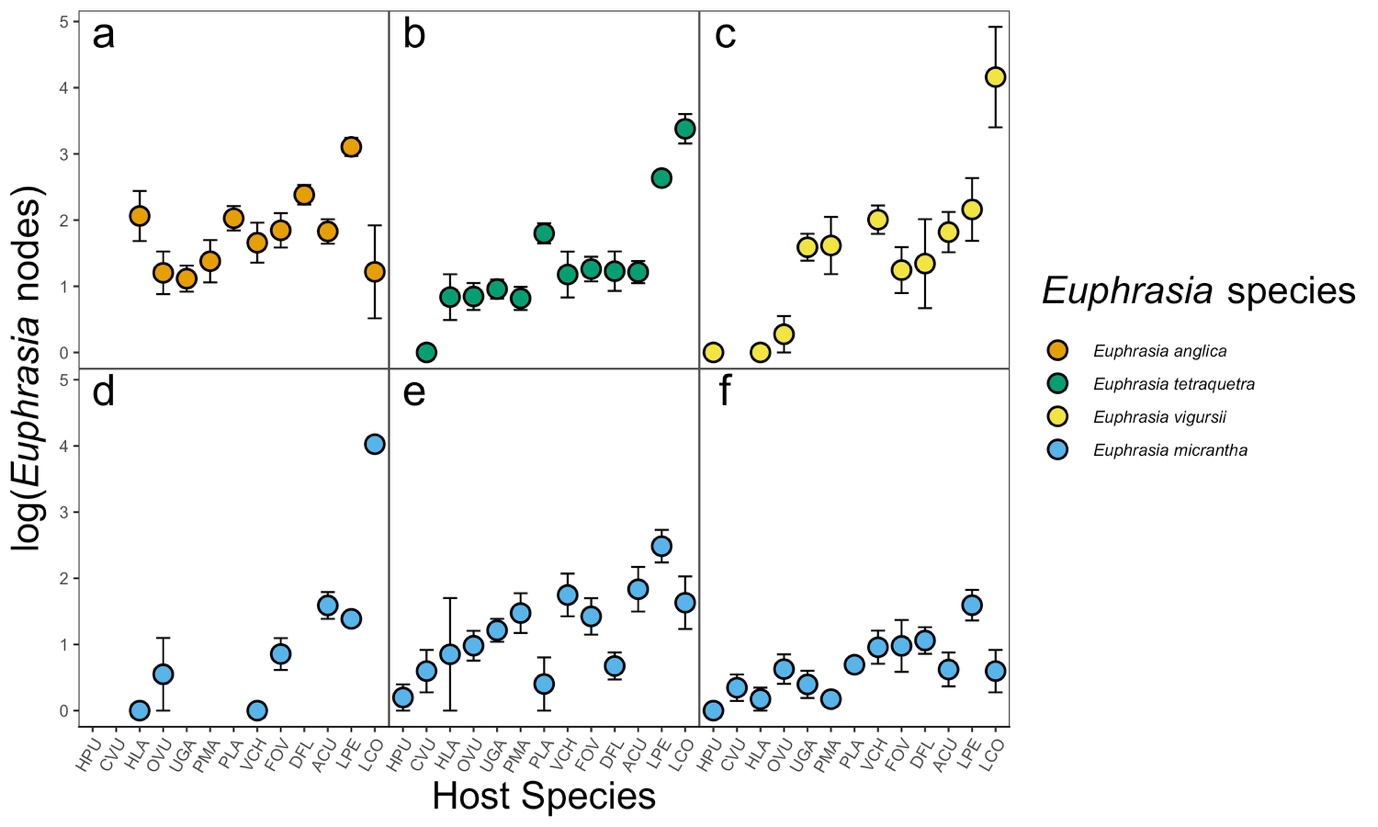 a
b
c
5
4
3
2
1
0
d
e
f
5
4
3
2
1
0
log(Euphrasia nodes)
HPU CVU HLA OVU UGA PMA PLA VCH FOV DFL ACU LPE LCO
HPU CVU HLA OVU UGA PMA PLA VCH FOV DFL ACU LPE LCO
HPU CVU HLA OVU UGA PMA PLA VCH FOV DFL ACU LPE LCO
Host Species
Euphrasia species
Euphrasia anglica
Euphrasia tetraquetra
Euphrasia vigursii
Euphrasia micrantha